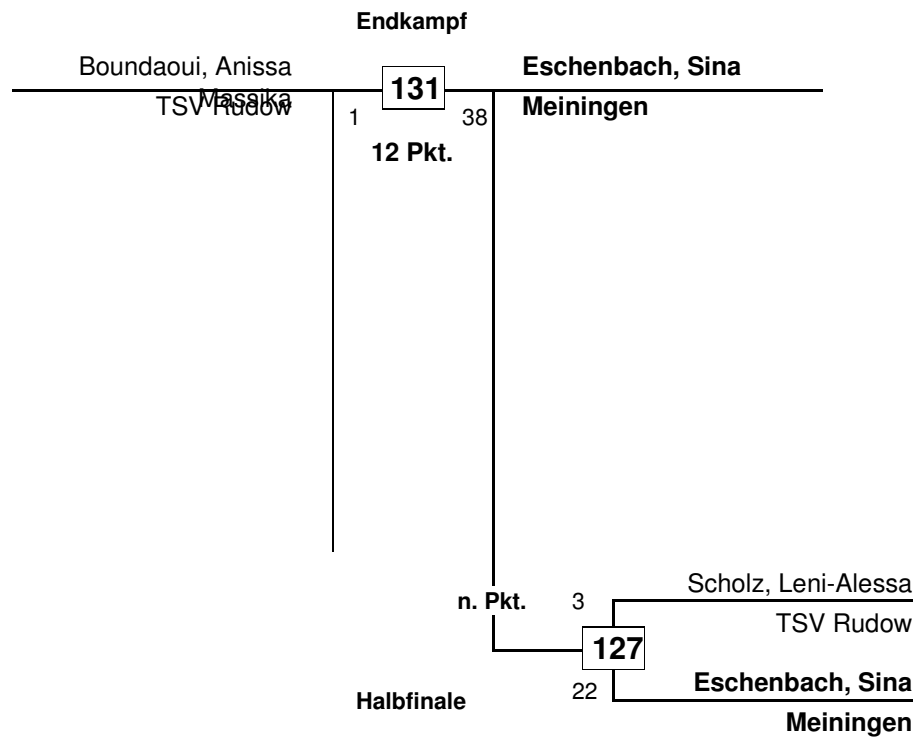 Endkampf
Boundaoui, Anissa
Massika
TSV Rudow
131
Eschenbach, Sina
Meiningen
1
38
12 Pkt.
n. Pkt.
3
Scholz, Leni-Alessa
TSV Rudow
127
22
Eschenbach, Sina
Meiningen
Halbfinale